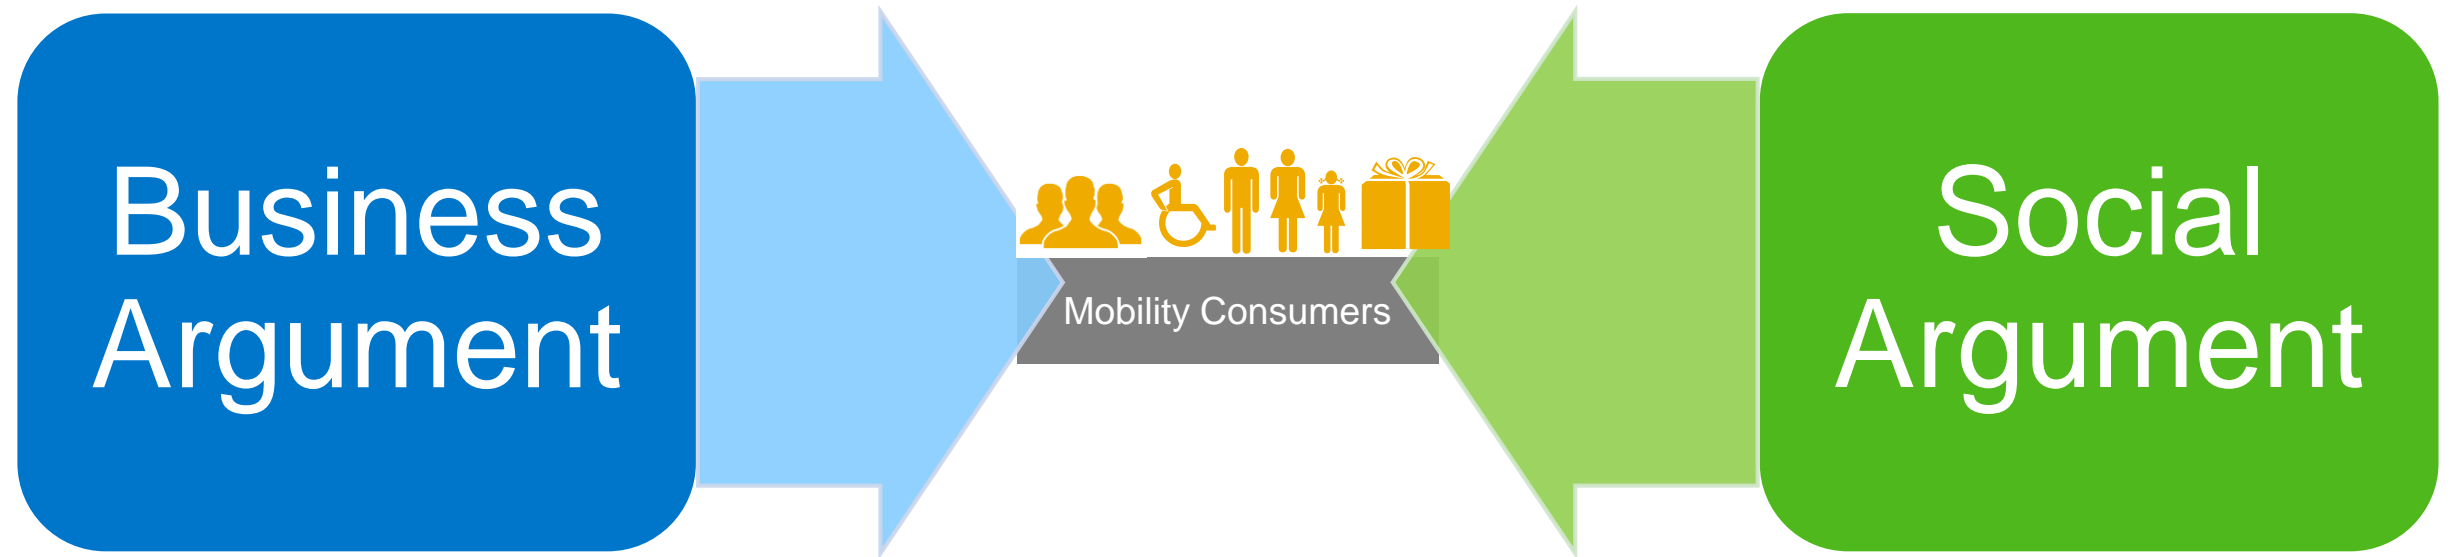 Business
Argument
Mobility Consumers
Social
Argument